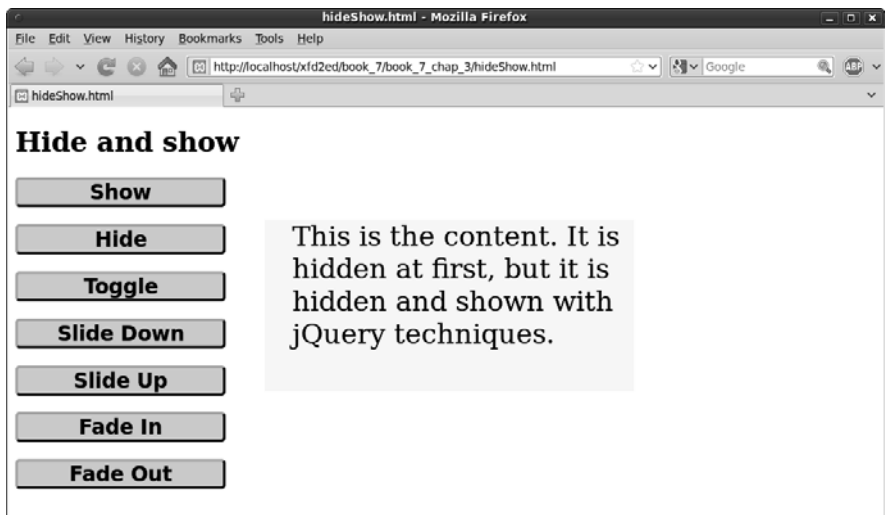 hideShow.html - Mozilla Firefox
File Edit View History Bookmarks Tools Help
http://localhost/xfd2ed/book_7/book_7_chap_3/hideShow.html
Google
ABP
hideShow.html
Hide and show
Show
Hide
Toggle
Slide Down
Slide Up
Fade In
Fade Out
This is the content. It is
hidden at first, but it is
hidden and shown with
jQuery techniques.